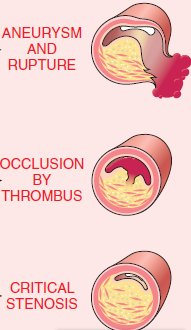 ANEURYSM
AND
RUPTURE
OCCLUSION
BY
THROMBUS
CRITICAL
STENOSIS